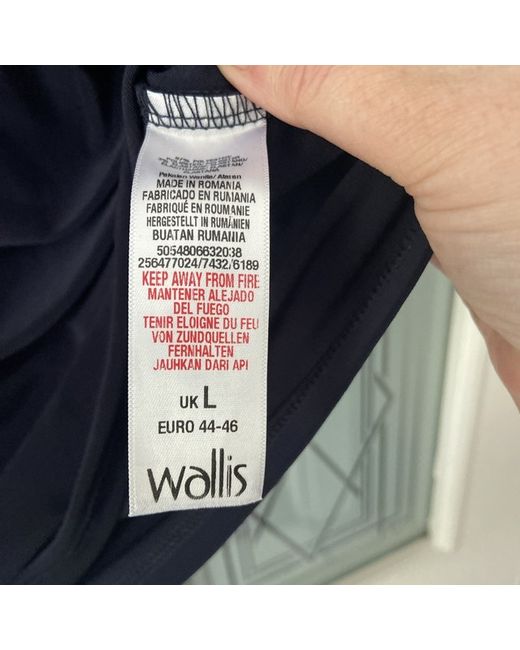 MADE IN ROMANIA
FABRICADO EN RUMANIA
FABRIQUÉ EN ROUMANIE
HERGESTELLT IN RUMÄNIEN
BUATAN RUMANIA
5054806632038
256477024/7432/6189
KEEP AWAY FROM FIRE
MANTENER ALEJADO
DEL FUEGO
TENIR ELOIGNE DU FEU
VON ZUNDQUELLEN
FERNHALTEN
JAUHKAN DARI API
UK L
EURO 44-46
wallis